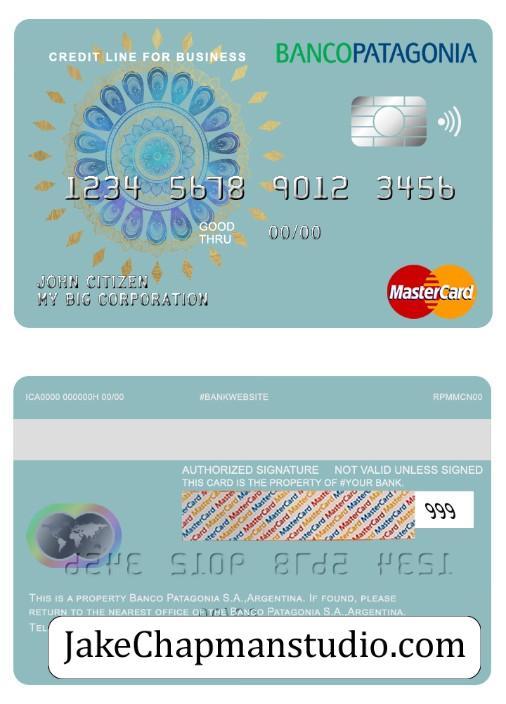 CREDIT LINE FOR BUSINESS
BANCOPATAGONIA
1234 5678 9012 3456
GOOD THRU 00/00
JOHN CITIZEN
MY BIG CORPORATION
MasterCard
ICA0000 000000H 00/00 #BANKWEBSITE RPMMCN00
AUTHORIZED SIGNATURE NOT VALID UNLESS SIGNED
THIS CARD IS THE PROPERTY OF #YOUR BANK.
MasterCard MasterCard MasterCard
999
THIS IS A PROPERTY BANCO PATAGONIA S.A.,ARGENTINA. IF FOUND, PLEASE
RETURN TO THE NEAREST OFFICE OF THE BANCO PATAGONIA S.A.,ARGENTINA.
JakeChapmanstudio.com